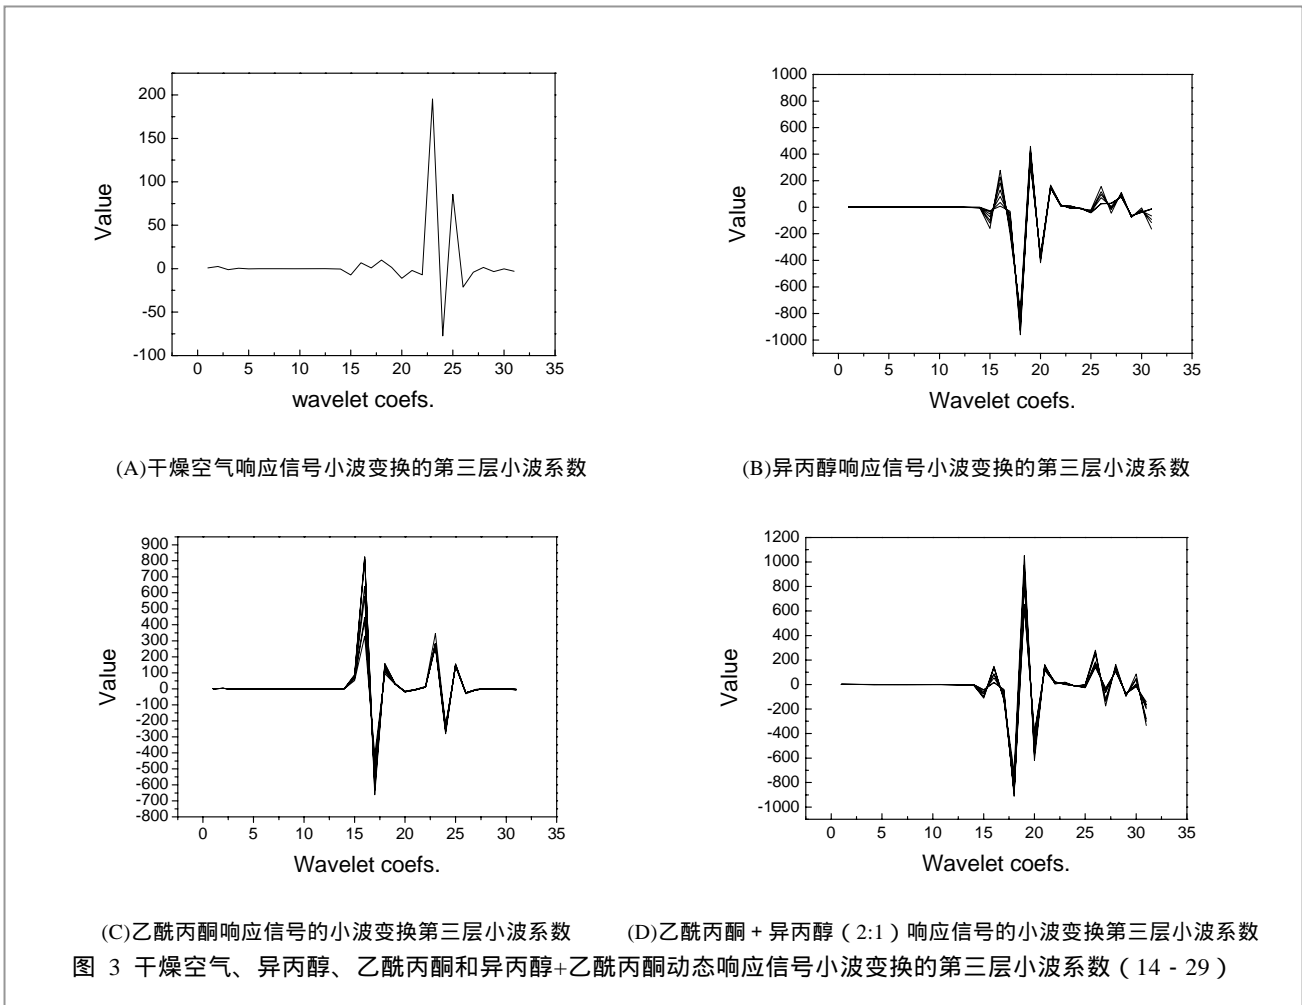 200
150
100
50
0
-50
-100
Value
0 5 10 15 20 25 30 35
wavelet coefs.
(A)干燥空气响应信号小波变换的第三层小波系数
1000
800
600
400
200
0
-200
-400
-600
-800
-1000
Value
0 5 10 15 20 25 30 35
Wavelet coefs.
(B)异丙醇响应信号小波变换的第三层小波系数
900
800
700
600
500
400
300
200
100
0
-100
-200
-300
-400
-500
-600
-700
-800
Value
0 5 10 15 20 25 30 35
Wavelet coefs.
(C)乙酰丙酮响应信号的小波变换第三层小波系数
1200
1000
800
600
400
200
0
-200
-400
-600
-800
-1000
Value
0 5 10 15 20 25 30 35
Wavelet coefs.
(D)乙酰丙酮+异丙醇(2:1)响应信号的小波变换第三层小波系数
图 3 干燥空气、异丙醇、乙酰丙酮和异丙醇+乙酰丙酮动态响应信号小波变换的第三层小波系数(14-29)